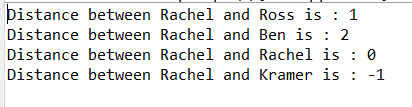 Distance between Rachel and Ross is : 1
Distance between Rachel and Ben is : 2
Distance between Rachel and Rachel is : 0
Distance between Rachel and Kramer is : -1